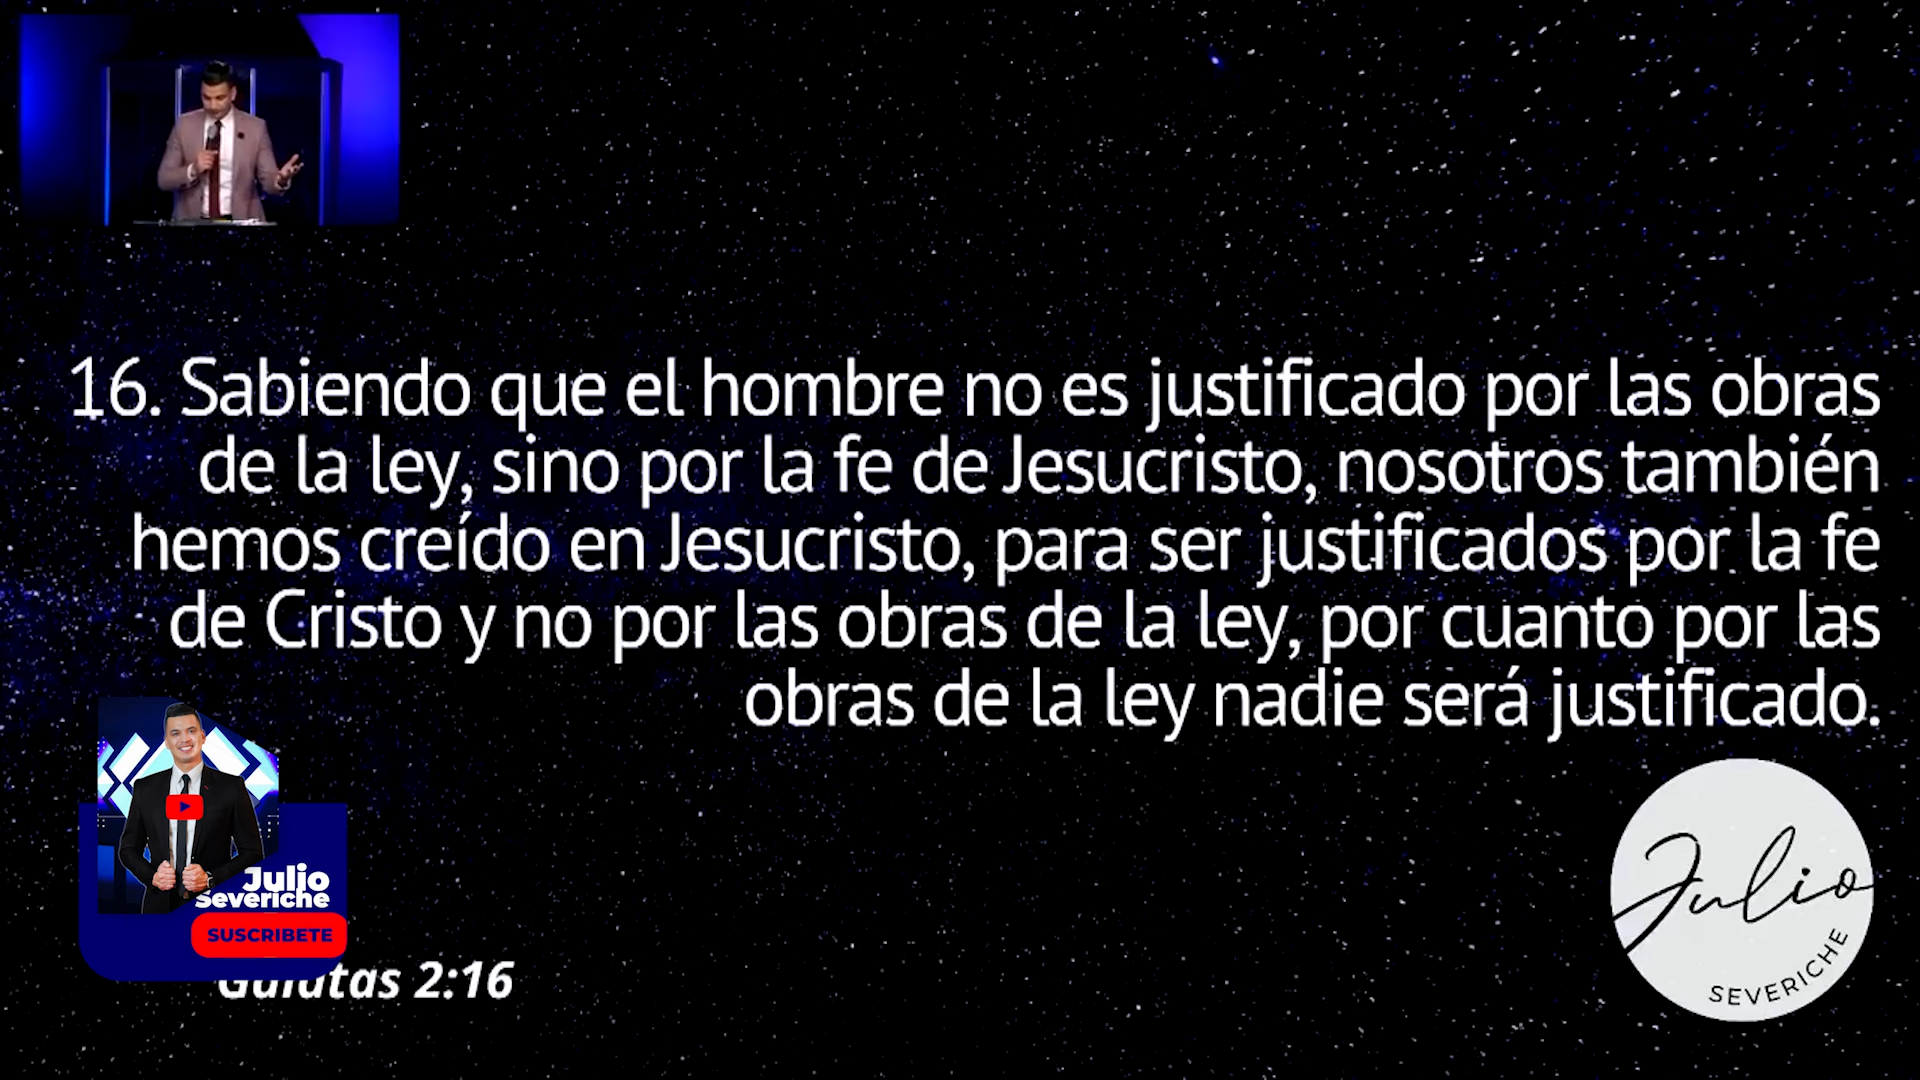 16. Sabiendo que el hombre no es justificado por las obras
de la ley, sino por la fe de Jesucristo, nosotros también
hemos creído en Jesucristo, para ser justificados por la fe
de Cristo y no por las obras de la ley, por cuanto por las
obras de la ley nadie será justificado.
Julio
Severiche
SUSCRIBETE
Galatas 2:16
Julio
SEVERICHE